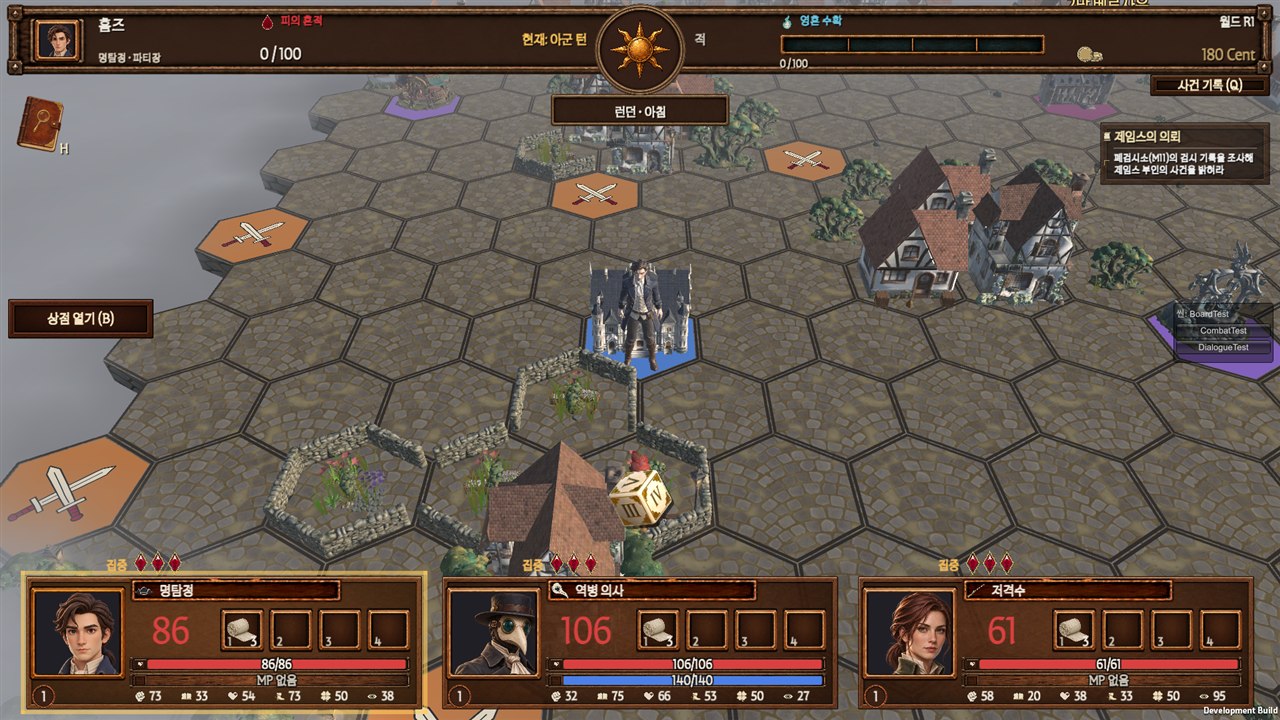 홈즈
명탐정·파티장
피의 흔적
0/100
현재: 아군 턴
적
영혼 수확
0/100
월드 R1
180 Cent
사건 기록 (Q)
런던·아침
H
제임스의 의뢰
폐검시소(M11)의 검시 기록을 조사해
제임스 부인의 사건을 밝혀라
상점 열기 (B)
씬: BoardTest
CombatTest
DialogueTest
V
III
IV
집중
명탐정
86
1 3 2 3 4
86/86
MP 없음
1
73 33 54 73 50 38
집중
역병 의사
106
1 3 2 3 4
106/106
140/140
1
32 75 66 53 50 27
집중
저격수
61
1 3 2 3 4
61/61
MP 없음
1
58 20 38 33 50 95
Development Build